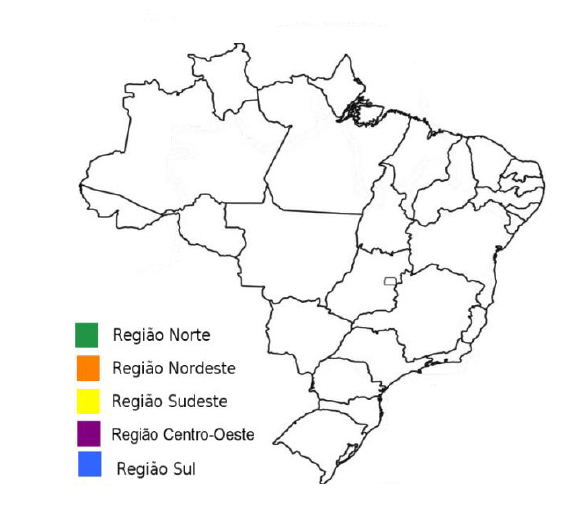 Região Norte
Região Nordeste
Região Sudeste
Região Centro-Oeste
Região Sul